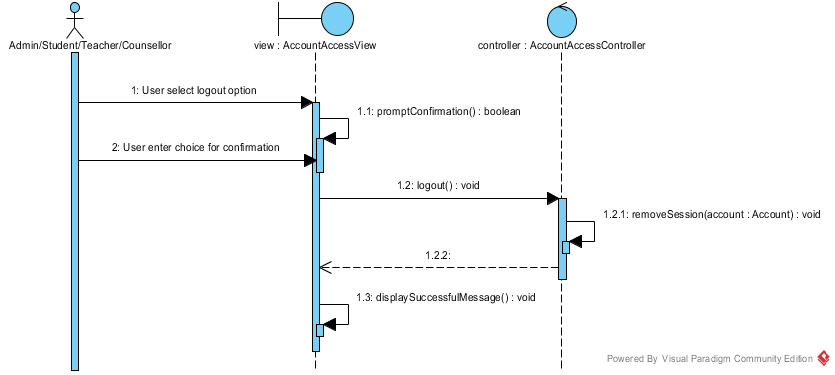 Admin/Student/Teacher/Counsellor
view : AccountAccessView
controller : AccountAccessController
1: User select logout option
1.1: promptConfirmation() : boolean
2: User enter choice for confirmation
1.2: logout() : void
1.2.1: removeSession(account : Account) : void
1.2.2:
1.3: displaySuccessfulMessage() : void
Powered By Visual Paradigm Community Edition